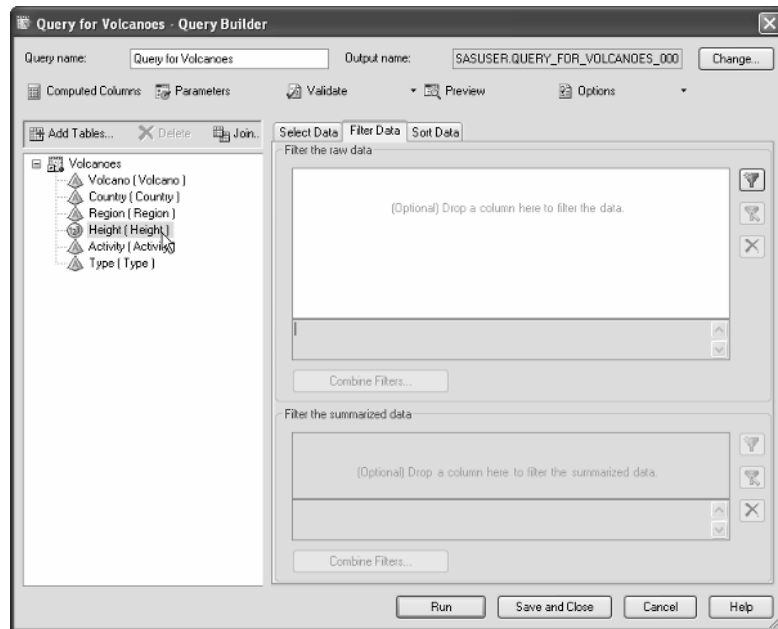 Query for Volcanoes - Query Builder
Query name: Query for Volcanoes Output name: SASUSER.QUERY_FOR_VOLCANOES_000 Change...
Computed Columns Parameters Validate Preview Options
Add Tables... Delete Join..
Select Data Filter Data Sort Data
Volcanoes
Volcano ( Volcano )
Country ( Country )
Region ( Region )
Height ( Height )
Activity ( Activity )
Type ( Type )
Filter the raw data
(Optional) Drop a column here to filter the data.
Combine Filters...
Filter the summarized data
(Optional) Drop a column here to filter the summarized data.
Combine Filters...
Run Save and Close Cancel Help